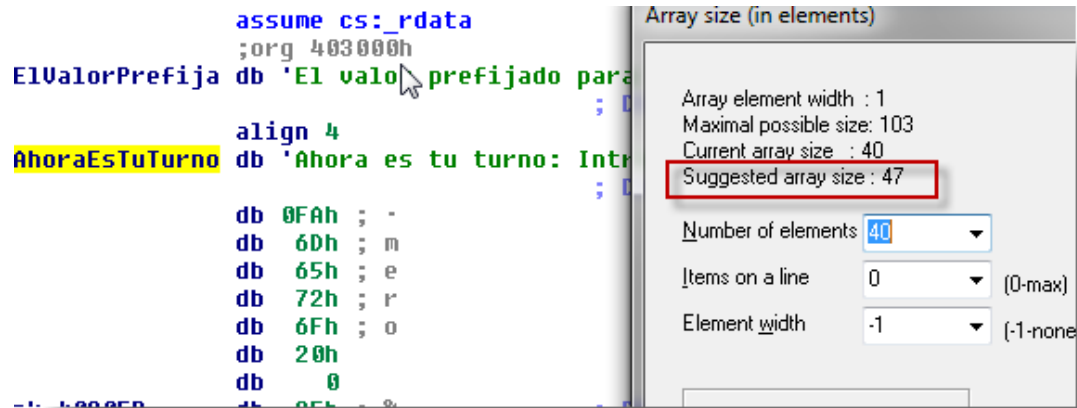 assume cs:_rdata
;org 403000h
ElValorPrefija db 'El valo prefijado para
; D
align 4
AhoraEsTuTurno db 'Ahora es tu turno: Intr
; D
db 0FAh ; ·
db 6Dh ; m
db 65h ; e
db 72h ; r
db 6Fh ; o
db 20h
db 0
Array size (in elements)
Array element width : 1
Maximal possible size: 103
Current array size : 40
Suggested array size : 47
Number of elements 40
Items on a line 0 (0-max)
Element width -1 (-1-none